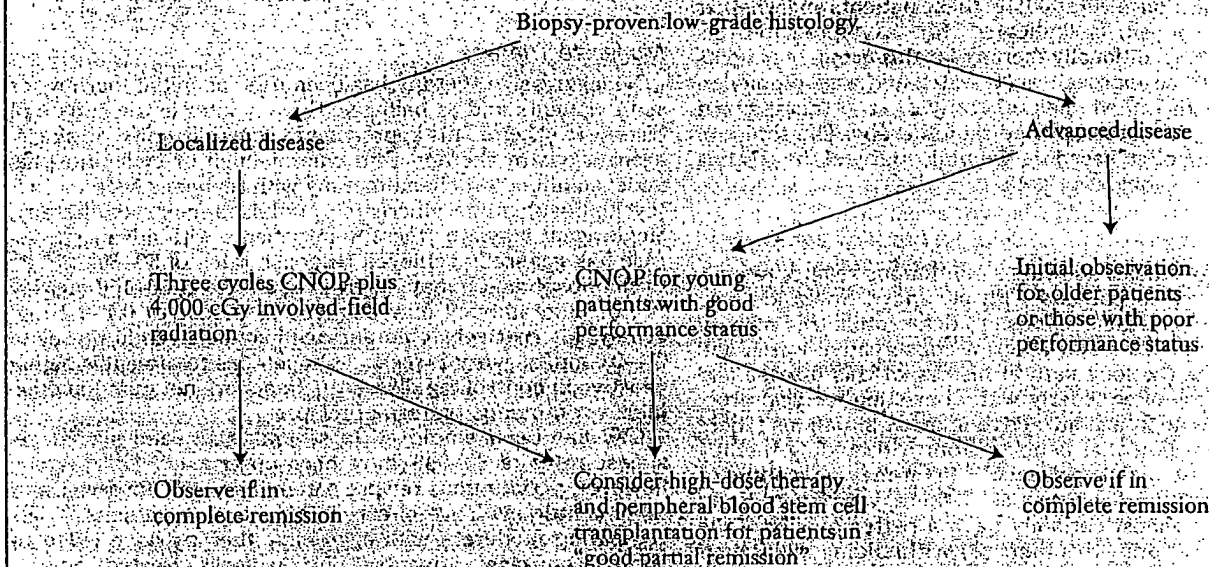 Biopsy-proven low-grade histology
Localized disease
Advanced disease
Three cycles CNOP plus
4,000 cGy involved-field
radiation
CNOP for young
patients with good
performance status
Initial observation
for older patients
or those with poor
performance status
Observe if in
complete remission
Consider high-dose therapy
and peripheral blood stem cell
transplantation for patients in
"good partial remission"
Observe if in
complete remission